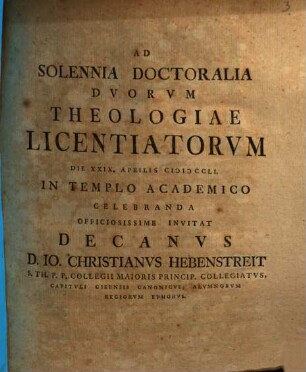 AD
SOLENNIA DOCTORALIA
DVORVM
THEOLOGIAE
LICENTIATORVM
DIE XXIX. APRILIS CIƆIƆCCLI.
IN TEMPLO ACADEMICO
CELEBRANDA
OFFICIOSISSIME INVITAT
DECANVS
D. IO. CHRISTIANVS HEBENSTREIT
S. TH. P. P. COLLEGII MAIORIS PRINCIP. COLLEGIATVS,
CAPITVLI CIZENSIS CANONICVS, ALVMNORVM
REGIORVM EPHORVS.